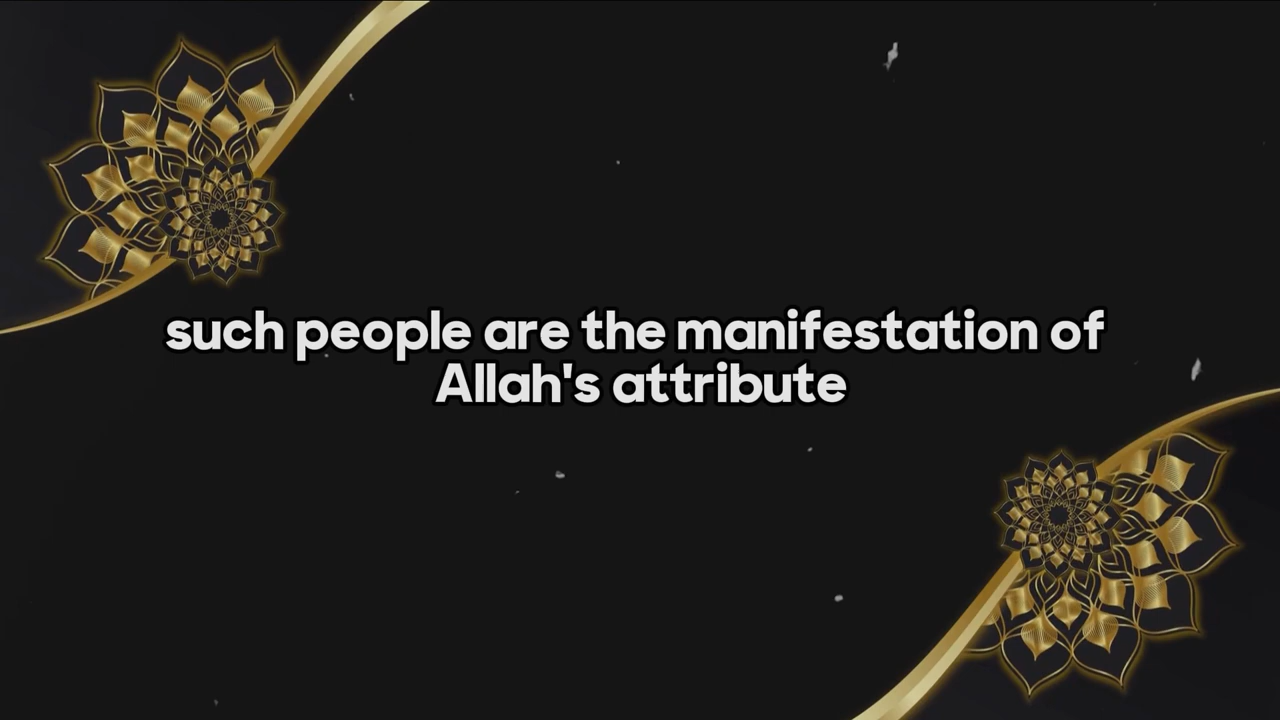 such people are the manifestation of
Allah's attribute